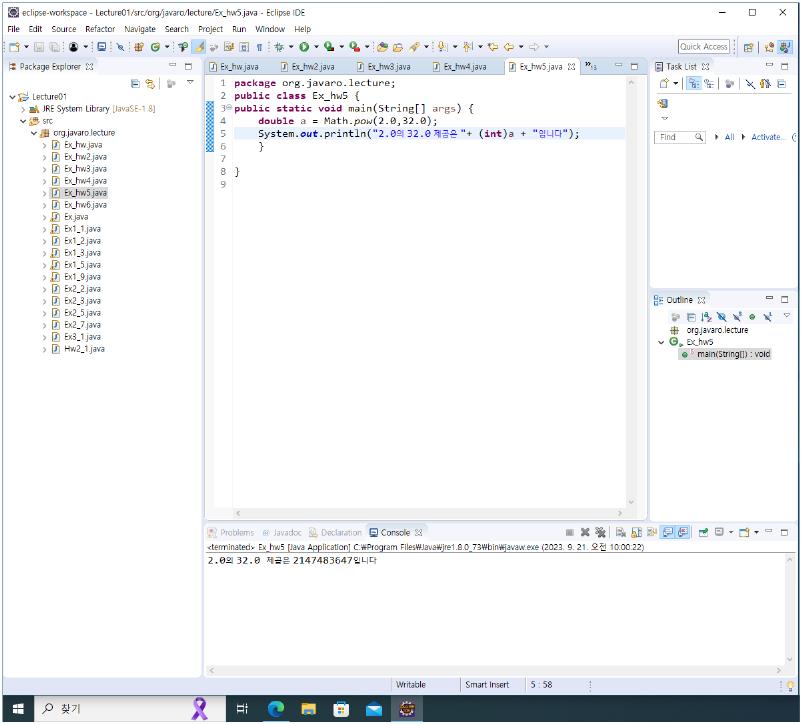 eclipse-workspace - Lecture01/src/org/javaro/lecture/Ex_hw5.java - Eclipse IDE
File Edit Source Refactor Navigate Search Project Run Window Help
Quick Access
Package Explorer
Lecture01
JRE System Library [JavaSE-1.8]
src
org.javaro.lecture
Ex_hw.java
Ex_hw2.java
Ex_hw3.java
Ex_hw4.java
Ex_hw5.java
Ex_hw6.java
Ex.java
Ex1_1.java
Ex1_2.java
Ex1_3.java
Ex1_5.java
Ex1_9.java
Ex2_2.java
Ex2_3.java
Ex2_5.java
Ex2_7.java
Ex3_1.java
Hw2_1.java
Ex_hw.java Ex_hw2.java Ex_hw3.java Ex_hw4.java Ex_hw5.java »13
1 package org.javaro.lecture;
2 public class Ex_hw5 {
3 public static void main(String[] args) {
4 double a = Math.pow(2.0,32.0);
5 System.out.println("2.0의 32.0 제곱은 "+ (int)a + "입니다");
6 }
7
8 }
9
Task List
Find All Activate...
Outline
org.javaro.lecture
Ex_hw5
main(String[]) : void
Problems @ Javadoc Declaration Console
<terminated> Ex_hw5 [Java Application] C:₩Program Files₩Java₩jre1.8.0_73₩bin₩javaw.exe (2023. 9. 21. 오전 10:00:22)
2.0의 32.0 제곱은 2147483647입니다
Writable Smart Insert 5 : 58
찾기